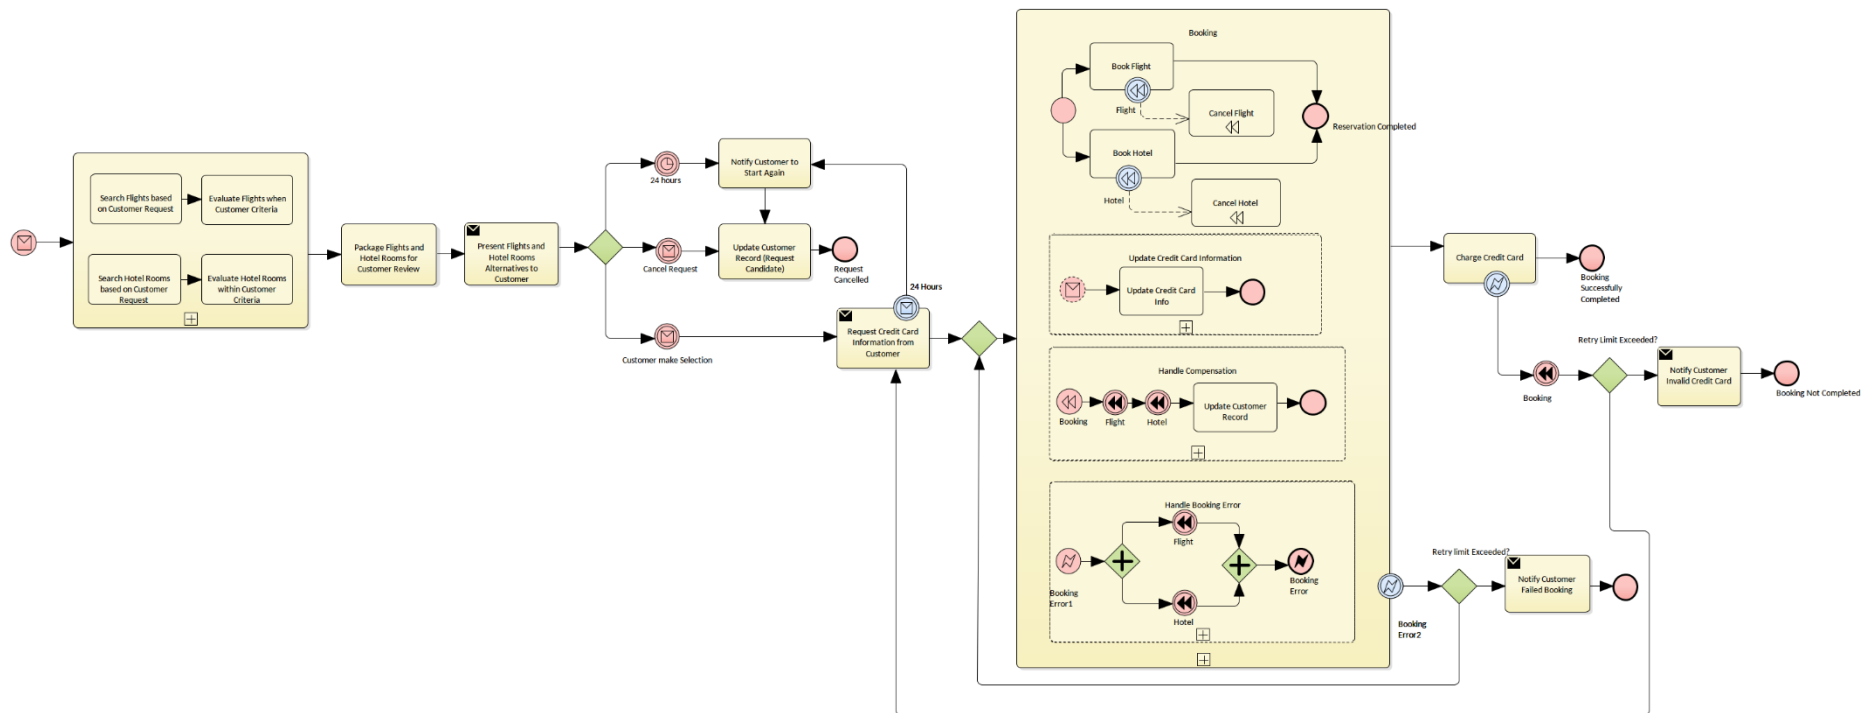 Search Flights based
on Customer Request
Evaluate Flights when
Customer Criteria
Search Hotel Rooms
based on Customer
Request
Evaluate Hotel Rooms
within Customer
Criteria
Package Flights and
Hotel Rooms for
Customer Review
Present Flights and
Hotel Rooms
Alternatives to
Customer
24 hours
Cancel Request
Customer make Selection
Notify Customer to
Start Again
Update Customer
Record (Request
Candidate)
Request
Cancelled
24 Hours
Request Credit Card
Information from
Customer
Booking
Book Flight
Flight
Cancel Flight
Book Hotel
Hotel
Cancel Hotel
Reservation Completed
Update Credit Card Information
Update Credit Card
Info
Handle Compensation
Booking
Flight
Hotel
Update Customer
Record
Handle Booking Error
Flight
Hotel
Booking
Error1
Booking
Error
Booking
Error2
Charge Credit Card
Booking
Successfully
Completed
Booking
Retry Limit Exceeded?
Notify Customer
Invalid Credit Card
Booking Not Completed
Retry limit Exceeded?
Notify Customer
Failed Booking